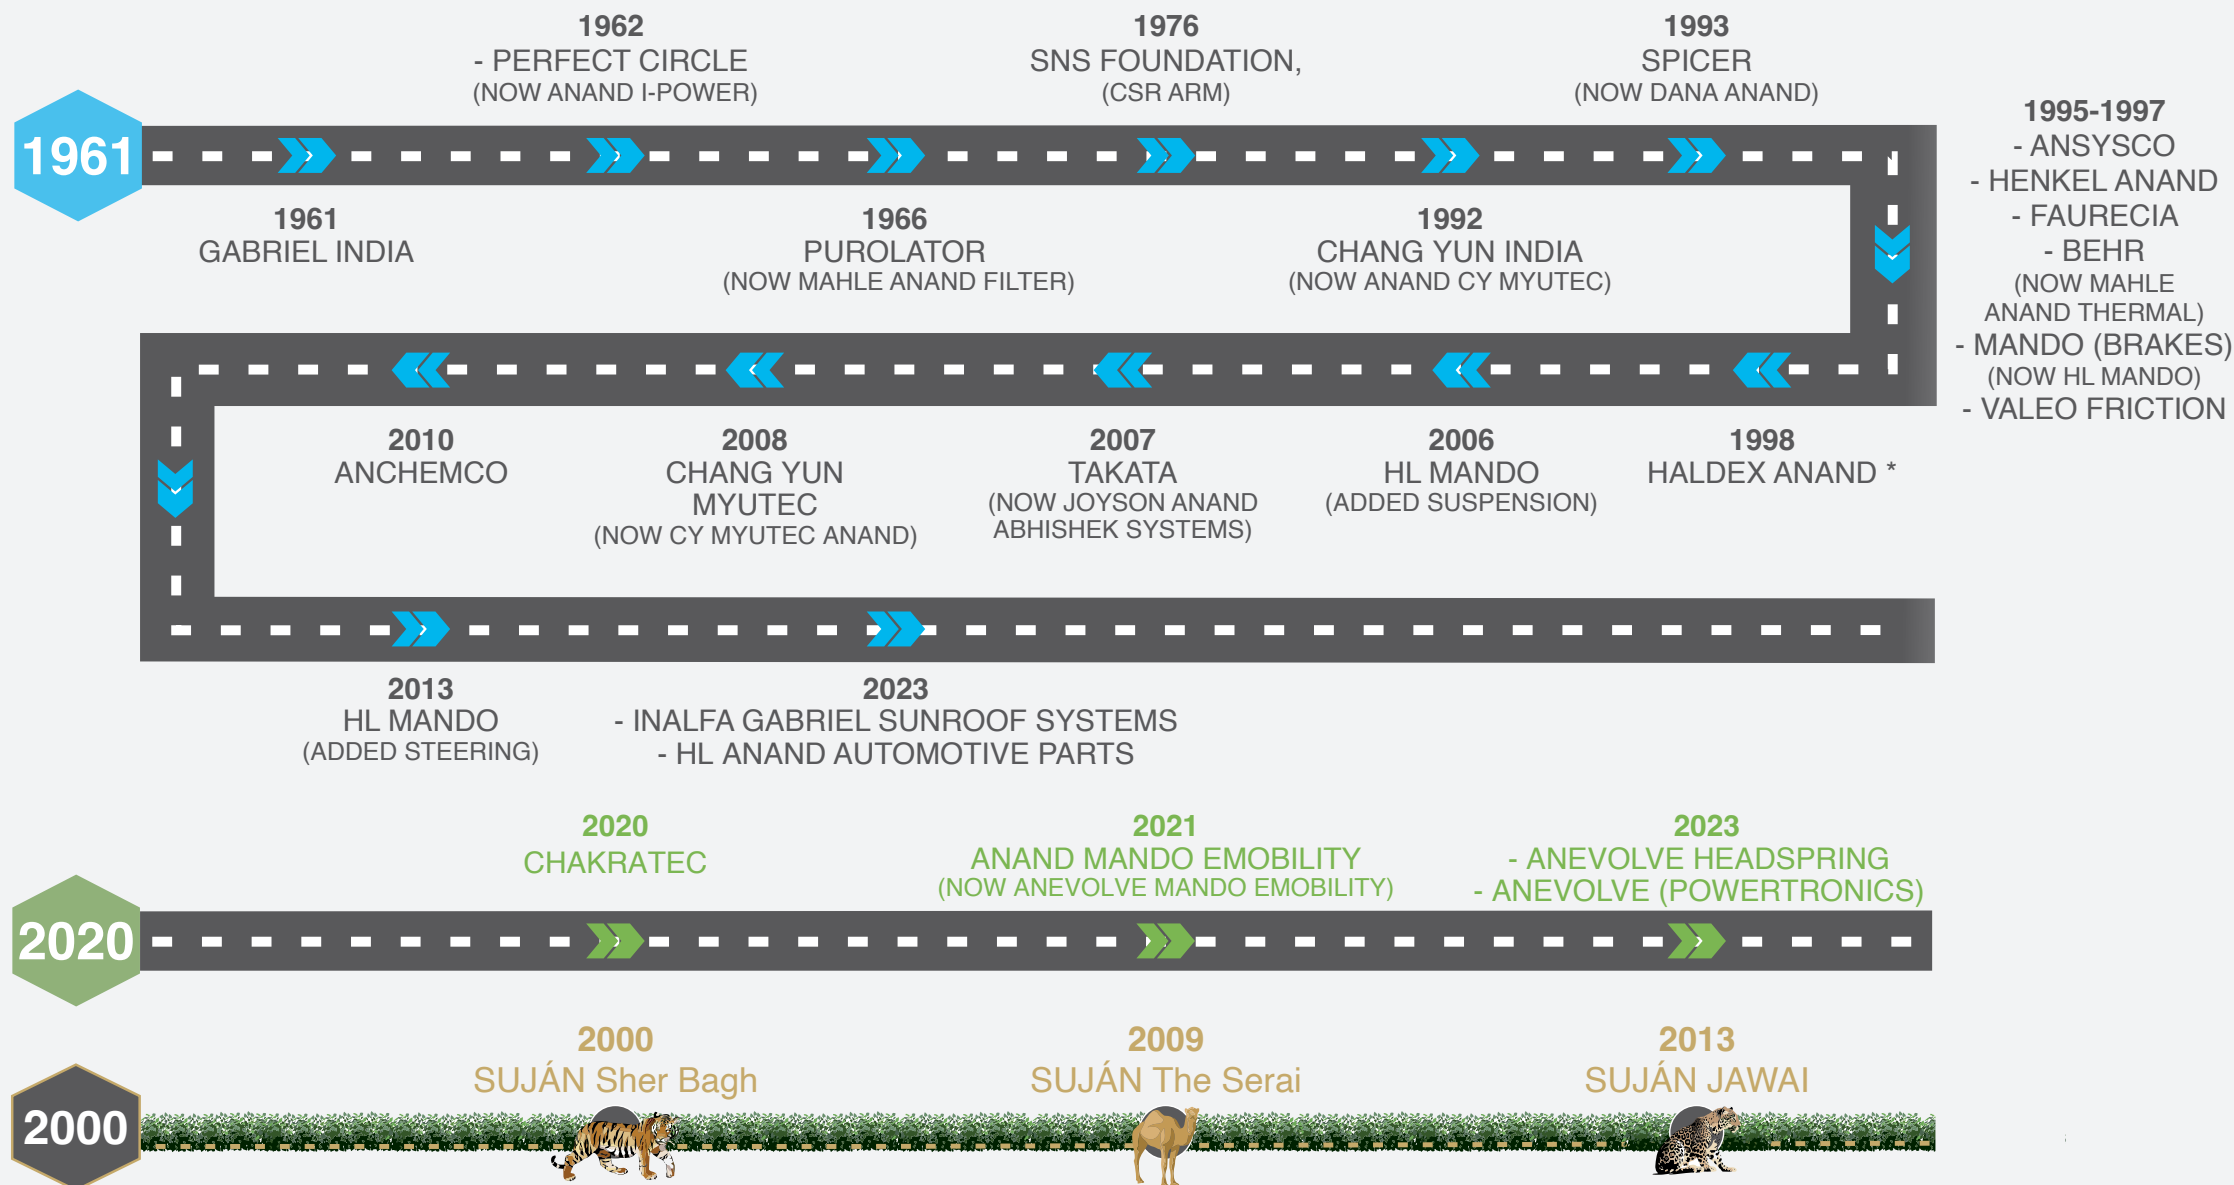 1961
1962
- PERFECT CIRCLE
(NOW ANAND I-POWER)
1976
SNS FOUNDATION,
(CSR ARM)
1993
SPICER
(NOW DANA ANAND)
1961
GABRIEL INDIA
1966
PUROLATOR
(NOW MAHLE ANAND FILTER)
1992
CHANG YUN INDIA
(NOW ANAND CY MYUTEC)
1995-1997
- ANSYSCO
- HENKEL ANAND
- FAURECIA
- BEHR
(NOW MAHLE
ANAND THERMAL)
- MANDO (BRAKES)
(NOW HL MANDO)
- VALEO FRICTION
2010
ANCHEMCO
2008
CHANG YUN
MYUTEC
(NOW CY MYUTEC ANAND)
2007
TAKATA
(NOW JOYSON ANAND
ABHISHEK SYSTEMS)
2006
HL MANDO
(ADDED SUSPENSION)
1998
HALDEX ANAND *
2013
HL MANDO
(ADDED STEERING)
2023
- INALFA GABRIEL SUNROOF SYSTEMS
- HL ANAND AUTOMOTIVE PARTS
2020
2020
CHAKRATEC
2021
ANAND MANDO EMOBILITY
(NOW ANEVOLVE MANDO EMOBILITY)
2023
- ANEVOLVE HEADSPRING
- ANEVOLVE (POWERTRONICS)
2000
2000
SUJÁN Sher Bagh
2009
SUJÁN The Serai
2013
SUJÁN JAWAI